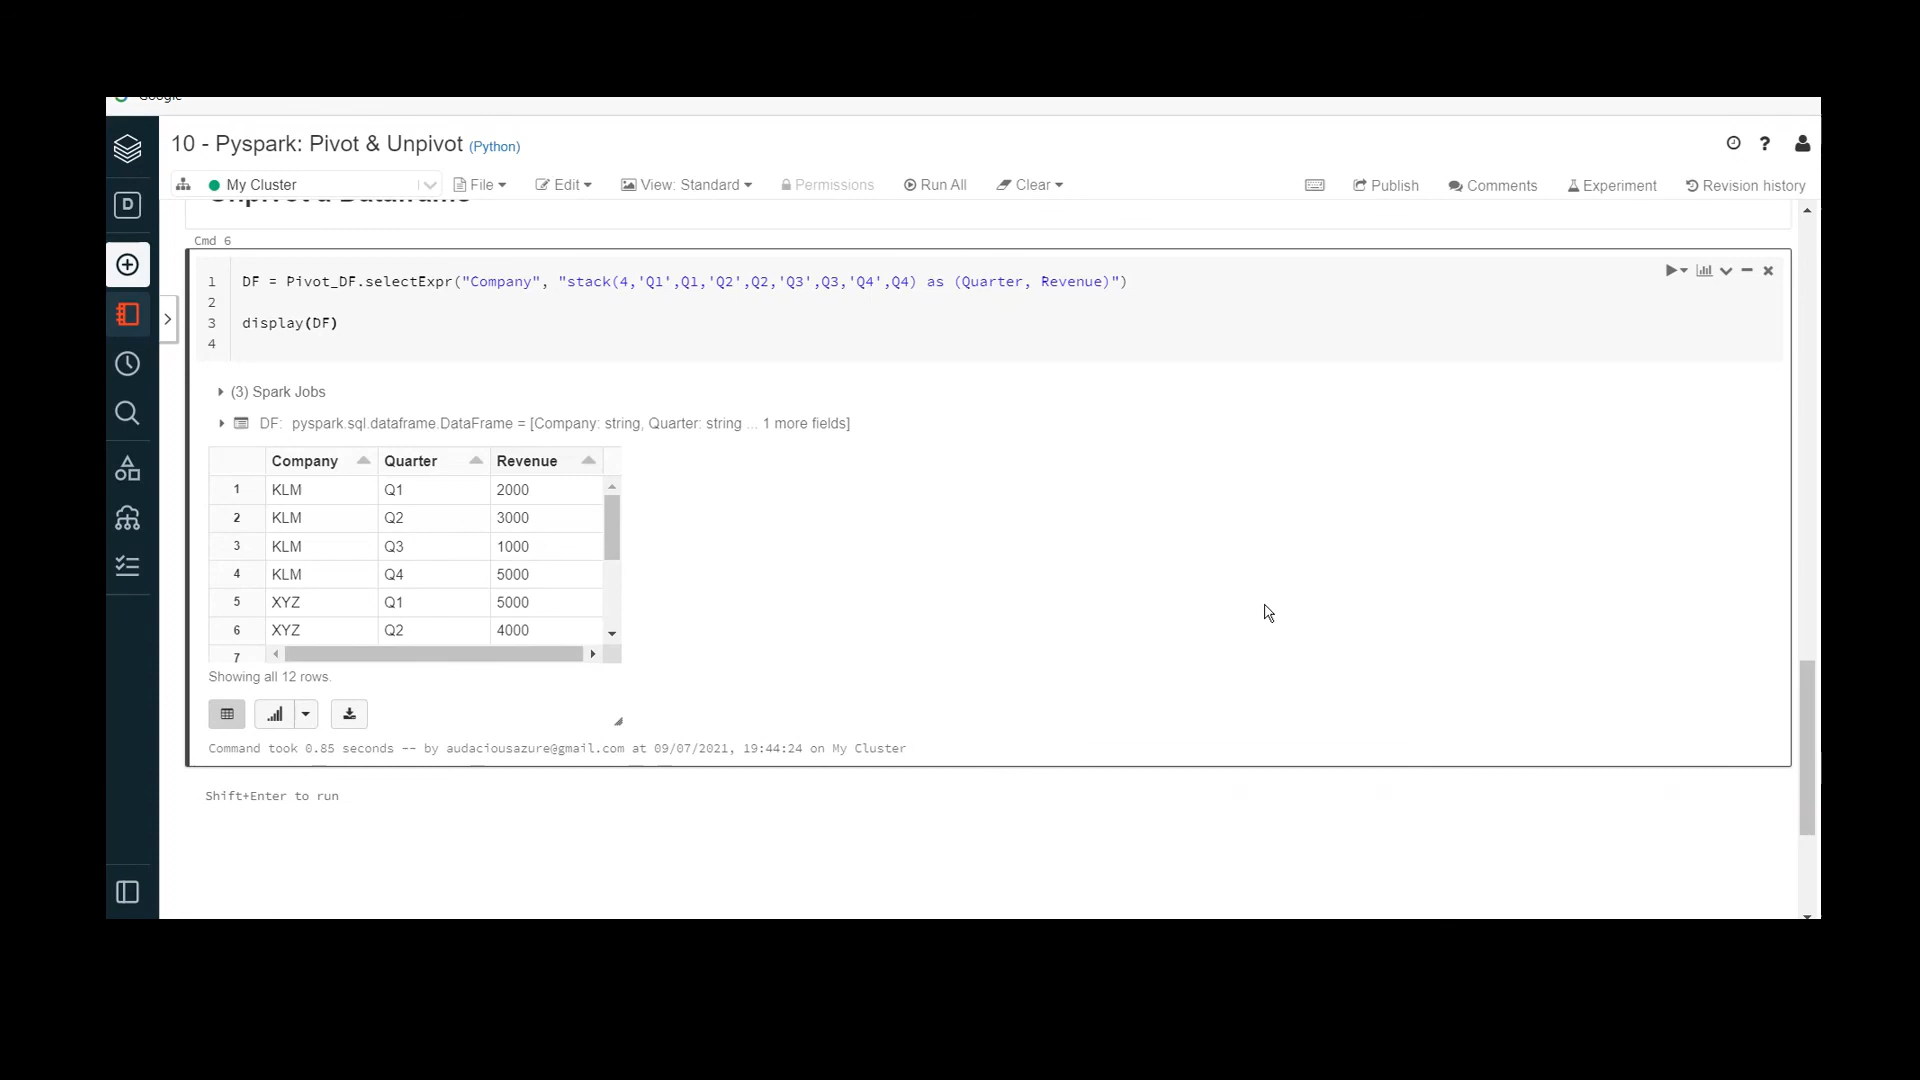 Google
10 - Pyspark: Pivot & Unpivot (Python)
My Cluster File Edit View: Standard Permissions Run All Clear Publish Comments Experiment Revision history
D
Unpivot a Dataframe
Cmd 6
1 DF = Pivot_DF.selectExpr("Company", "stack(4,'Q1',Q1,'Q2',Q2,'Q3',Q3,'Q4',Q4) as (Quarter, Revenue)")
2
3 display(DF)
4
(3) Spark Jobs
DF: pyspark.sql.dataframe.DataFrame = [Company: string, Quarter: string ... 1 more fields]
Company Quarter Revenue
1 KLM Q1 2000
2 KLM Q2 3000
3 KLM Q3 1000
4 KLM Q4 5000
5 XYZ Q1 5000
6 XYZ Q2 4000
7
Showing all 12 rows.
Command took 0.85 seconds -- by audaciousazure@gmail.com at 09/07/2021, 19:44:24 on My Cluster
Shift+Enter to run